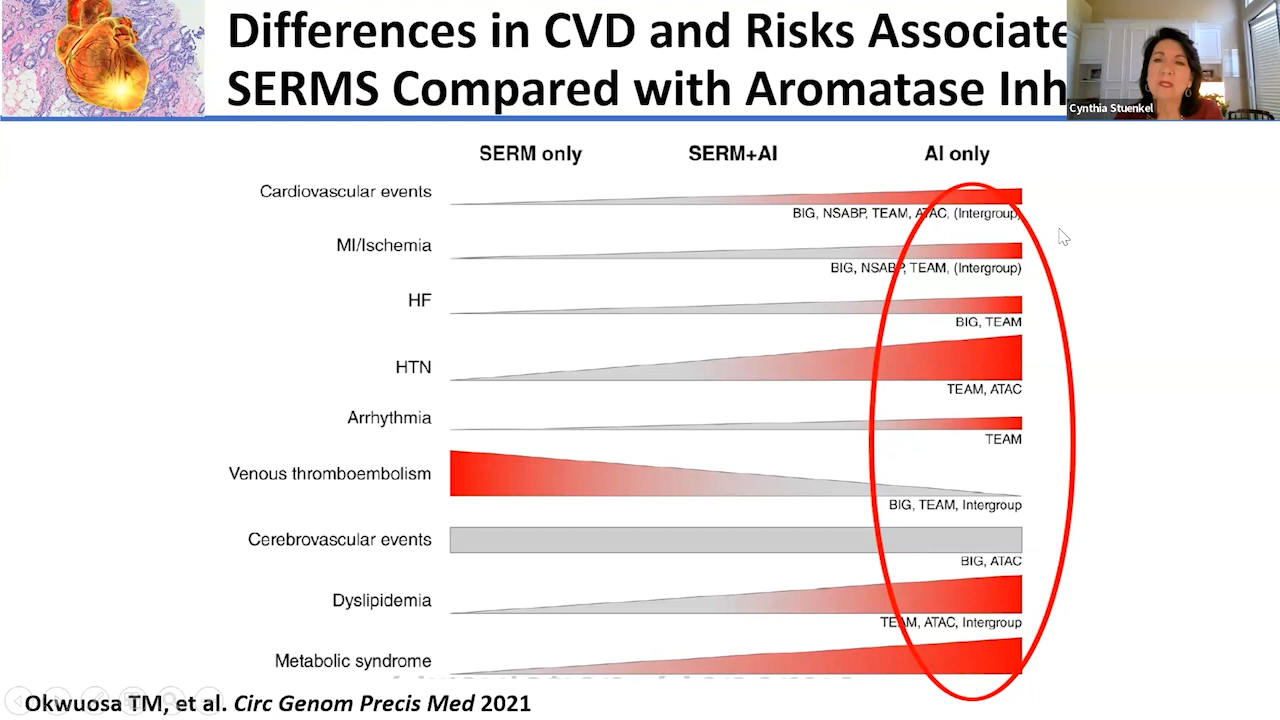 Differences in CVD and Risks Associate
SERMS Compared with Aromatase Inh
Cynthia Stuenkel
SERM only SERM+AI AI only
Cardiovascular events
BIG, NSABP, TEAM, ATAC, (Intergroup)
MI/Ischemia
BIG, NSABP, TEAM, (Intergroup)
HF
BIG, TEAM
HTN
TEAM, ATAC
Arrhythmia
TEAM
Venous thromboembolism
BIG, TEAM, Intergroup
Cerebrovascular events
BIG, ATAC
Dyslipidemia
TEAM, ATAC, Intergroup
Metabolic syndrome
Okwuosa TM, et al. Circ Genom Precis Med 2021